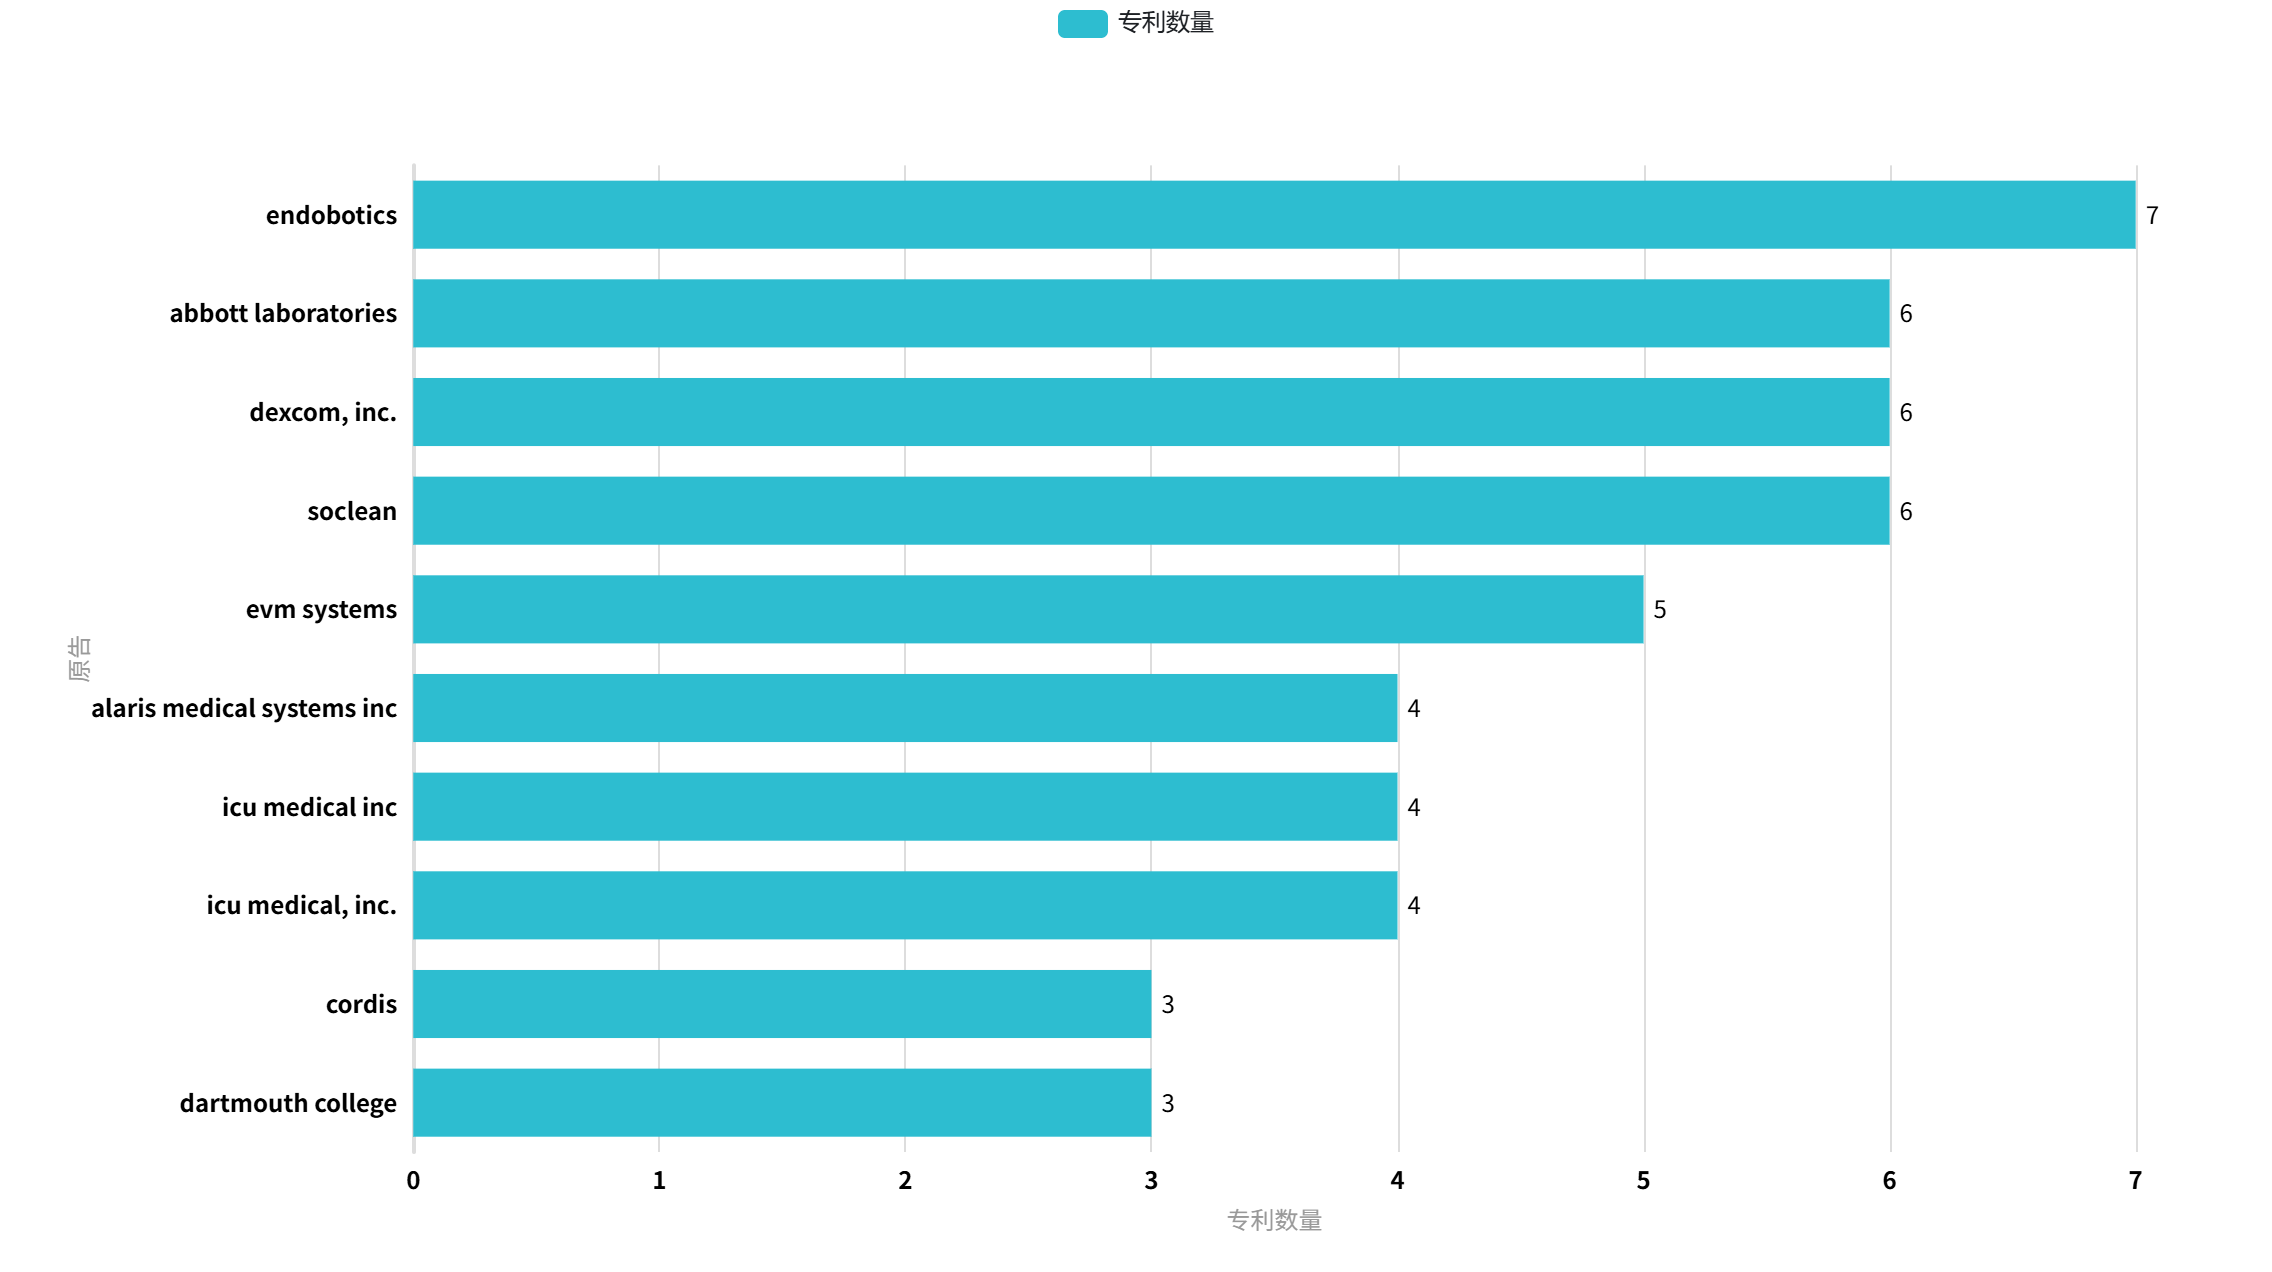 专利数量
endobotics
7
abbott laboratories
6
dexcom, inc.
6
soclean
6
evm systems
5
原告
alaris medical systems inc
4
icu medical inc
4
icu medical, inc.
4
cordis
3
dartmouth college
3
0 1 2 3 4 5 6 7
专利数量